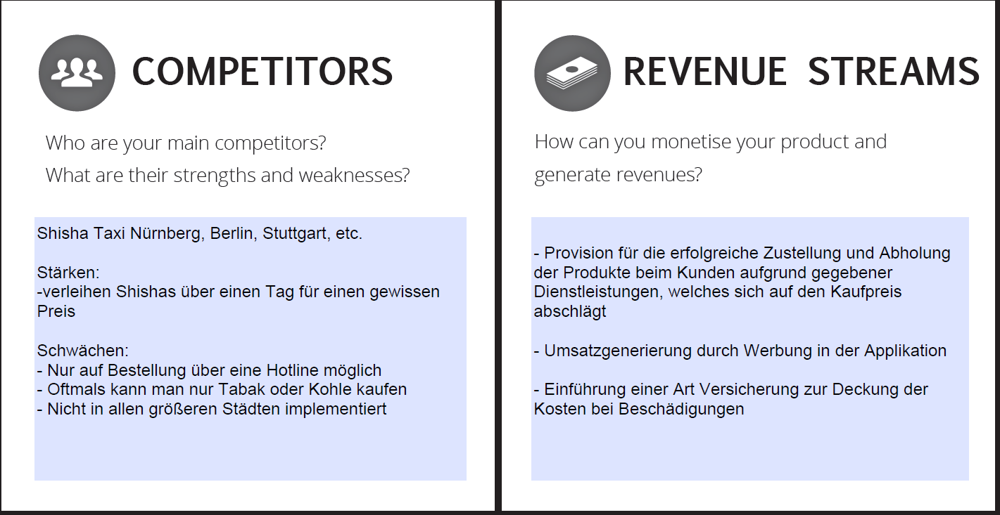 COMPETITORS
Who are your main competitors?
What are their strengths and weaknesses?
Shisha Taxi Nürnberg, Berlin, Stuttgart, etc.
Stärken:
-verleihen Shishas über einen Tag für einen gewissen
Preis
Schwächen:
- Nur auf Bestellung über eine Hotline möglich
- Oftmals kann man nur Tabak oder Kohle kaufen
- Nicht in allen größeren Städten implementiert
REVENUE STREAMS
How can you monetise your product and
generate revenues?
- Provision für die erfolgreiche Zustellung und Abholung
der Produkte beim Kunden aufgrund gegebener
Dienstleistungen, welches sich auf den Kaufpreis
abschlägt
- Umsatzgenerierung durch Werbung in der Applikation
- Einführung einer Art Versicherung zur Deckung der
Kosten bei Beschädigungen